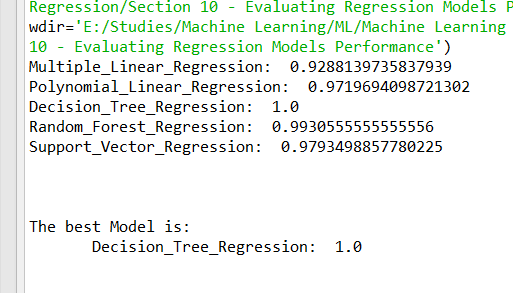 Regression/Section 10 - Evaluating Regression Models P
wdir='E:/Studies/Machine Learning/ML/Machine Learning
10 - Evaluating Regression Models Performance')
Multiple_Linear_Regression:  0.9288139735837939
Polynomial_Linear_Regression:  0.9719694098721302
Decision_Tree_Regression:  1.0
Random_Forest_Regression:  0.9930555555555556
Support_Vector_Regression:  0.9793498857780225
The best Model is:
Decision_Tree_Regression:  1.0